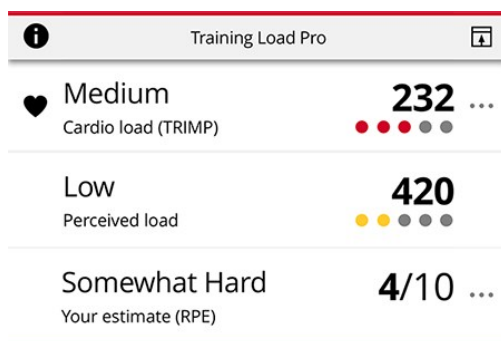 Training Load Pro
Medium 232
Cardio load (TRIMP)
Low 420
Perceived load
Somewhat Hard 4/10
Your estimate (RPE)